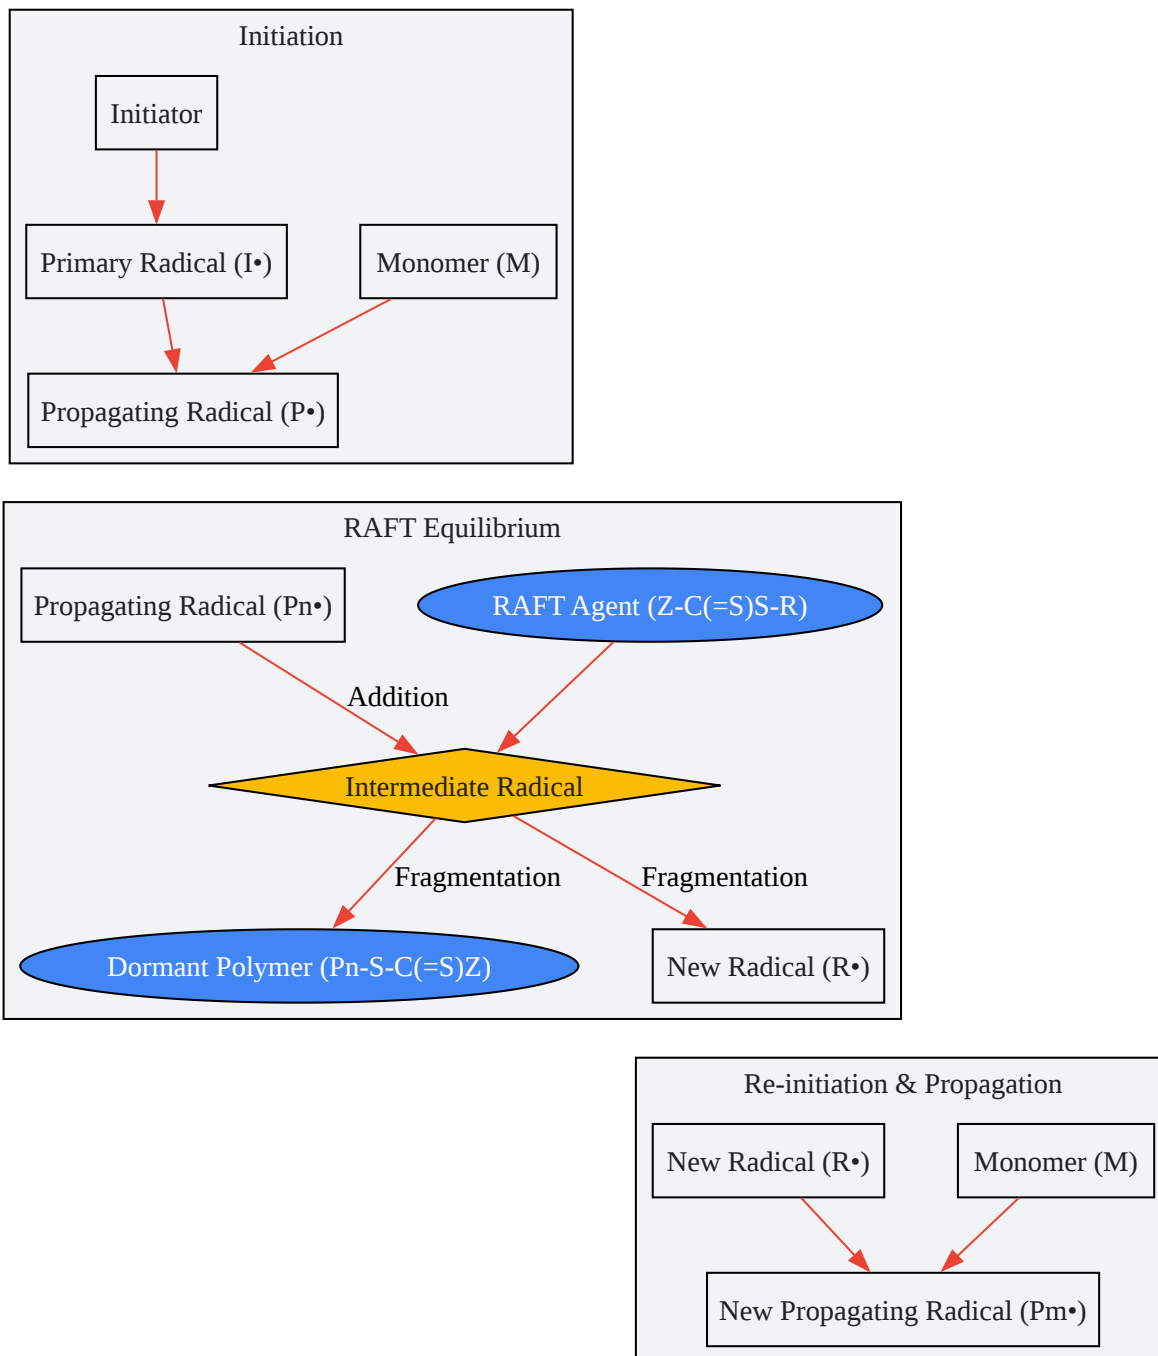 Initiation
Initiator
Primary Radical (I•)
Monomer (M)
Propagating Radical (P•)
RAFT Equilibrium
Propagating Radical (Pn•)
RAFT Agent (Z-C(=S)S-R)
Addition
Intermediate Radical
Fragmentation
Fragmentation
Dormant Polymer (Pn-S-C(=S)Z)
New Radical (R•)
Re-initiation & Propagation
New Radical (R•)
Monomer (M)
New Propagating Radical (Pm•)